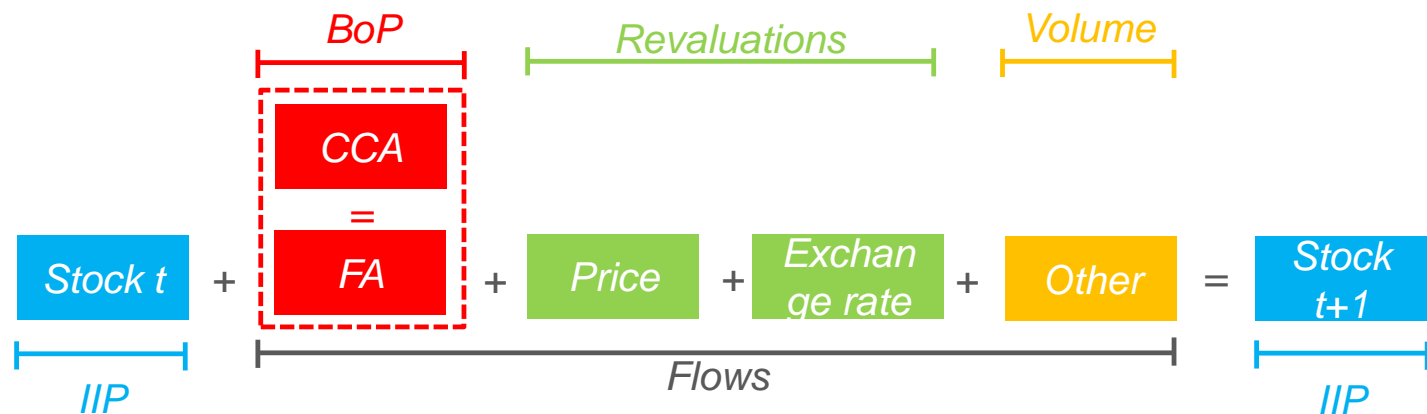 BoP
Revaluations
Volume
CCA
=
Stock t
+
FA
+
Price
+
Exchan
ge rate
+
Other
=
Stock
t+1
IIP
Flows
IIP